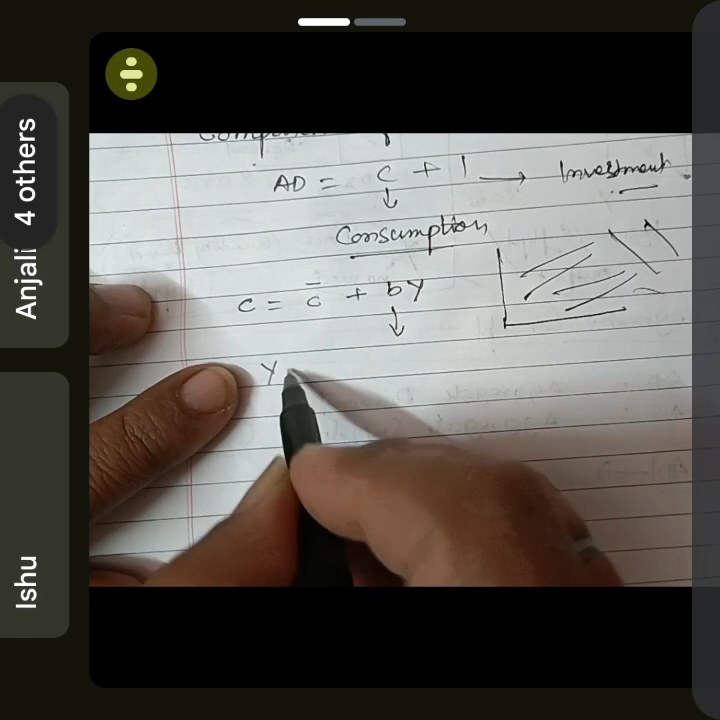 AD = C + I → Investment.
↓
Consumption
C = c̄ + by
↓
Y
Anjali 4 others
Ishu